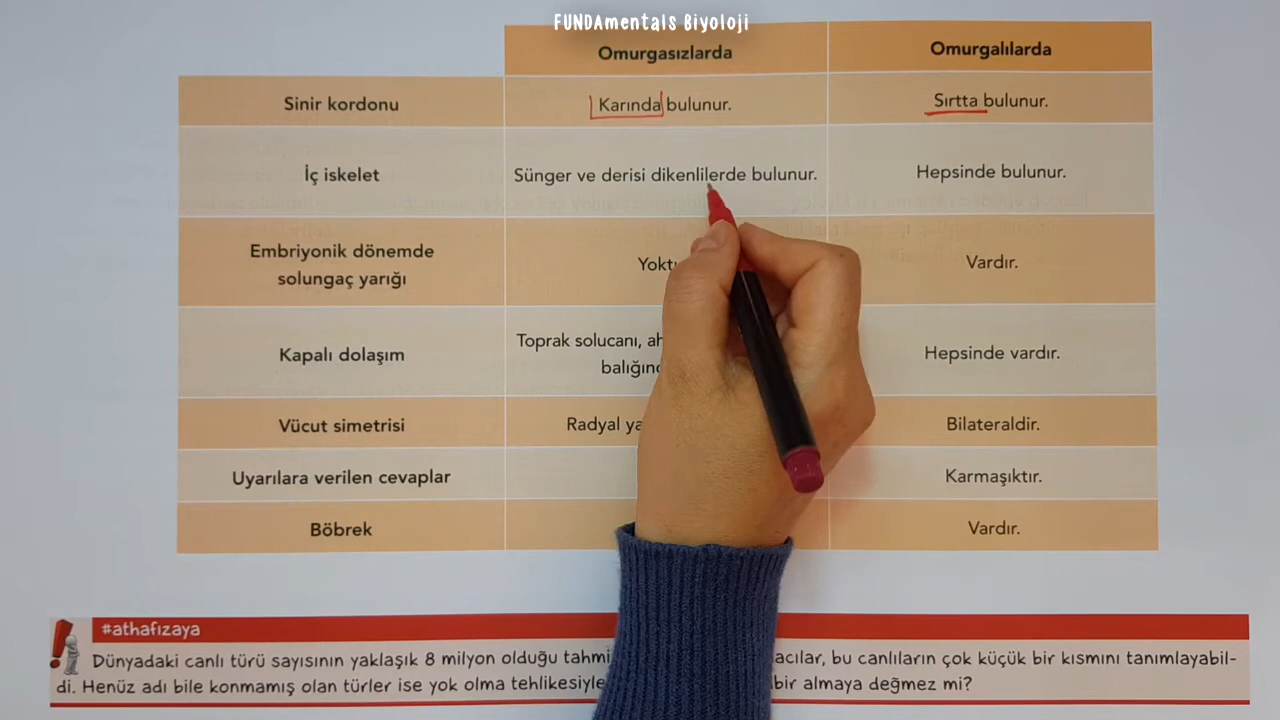 FUNDAmentals Biyoloji
Omurgasızlarda Omurgalılarda
Sinir kordonu Karında bulunur. Sırtta bulunur.
İç iskelet Sünger ve derisi dikenlilerde bulunur. Hepsinde bulunur.
Embriyonik dönemde
solungaç yarığı
Vardır.
Toprak solucanı,
Kapalı dolaşım Hepsinde vardır.
Vücut simetrisi Radyal Bilateraldir.
Uyarılara verilen cevaplar Karmaşıktır.
Böbrek Vardır.
#athafızaya
Dünyadaki canlı türü sayısının yaklaşık 8 milyon olduğu bu canlıların çok küçük bir kısmını tanımlayabil-
di. Henüz adı bile konmamış olan türler ise yok olma almaya değmez mi?